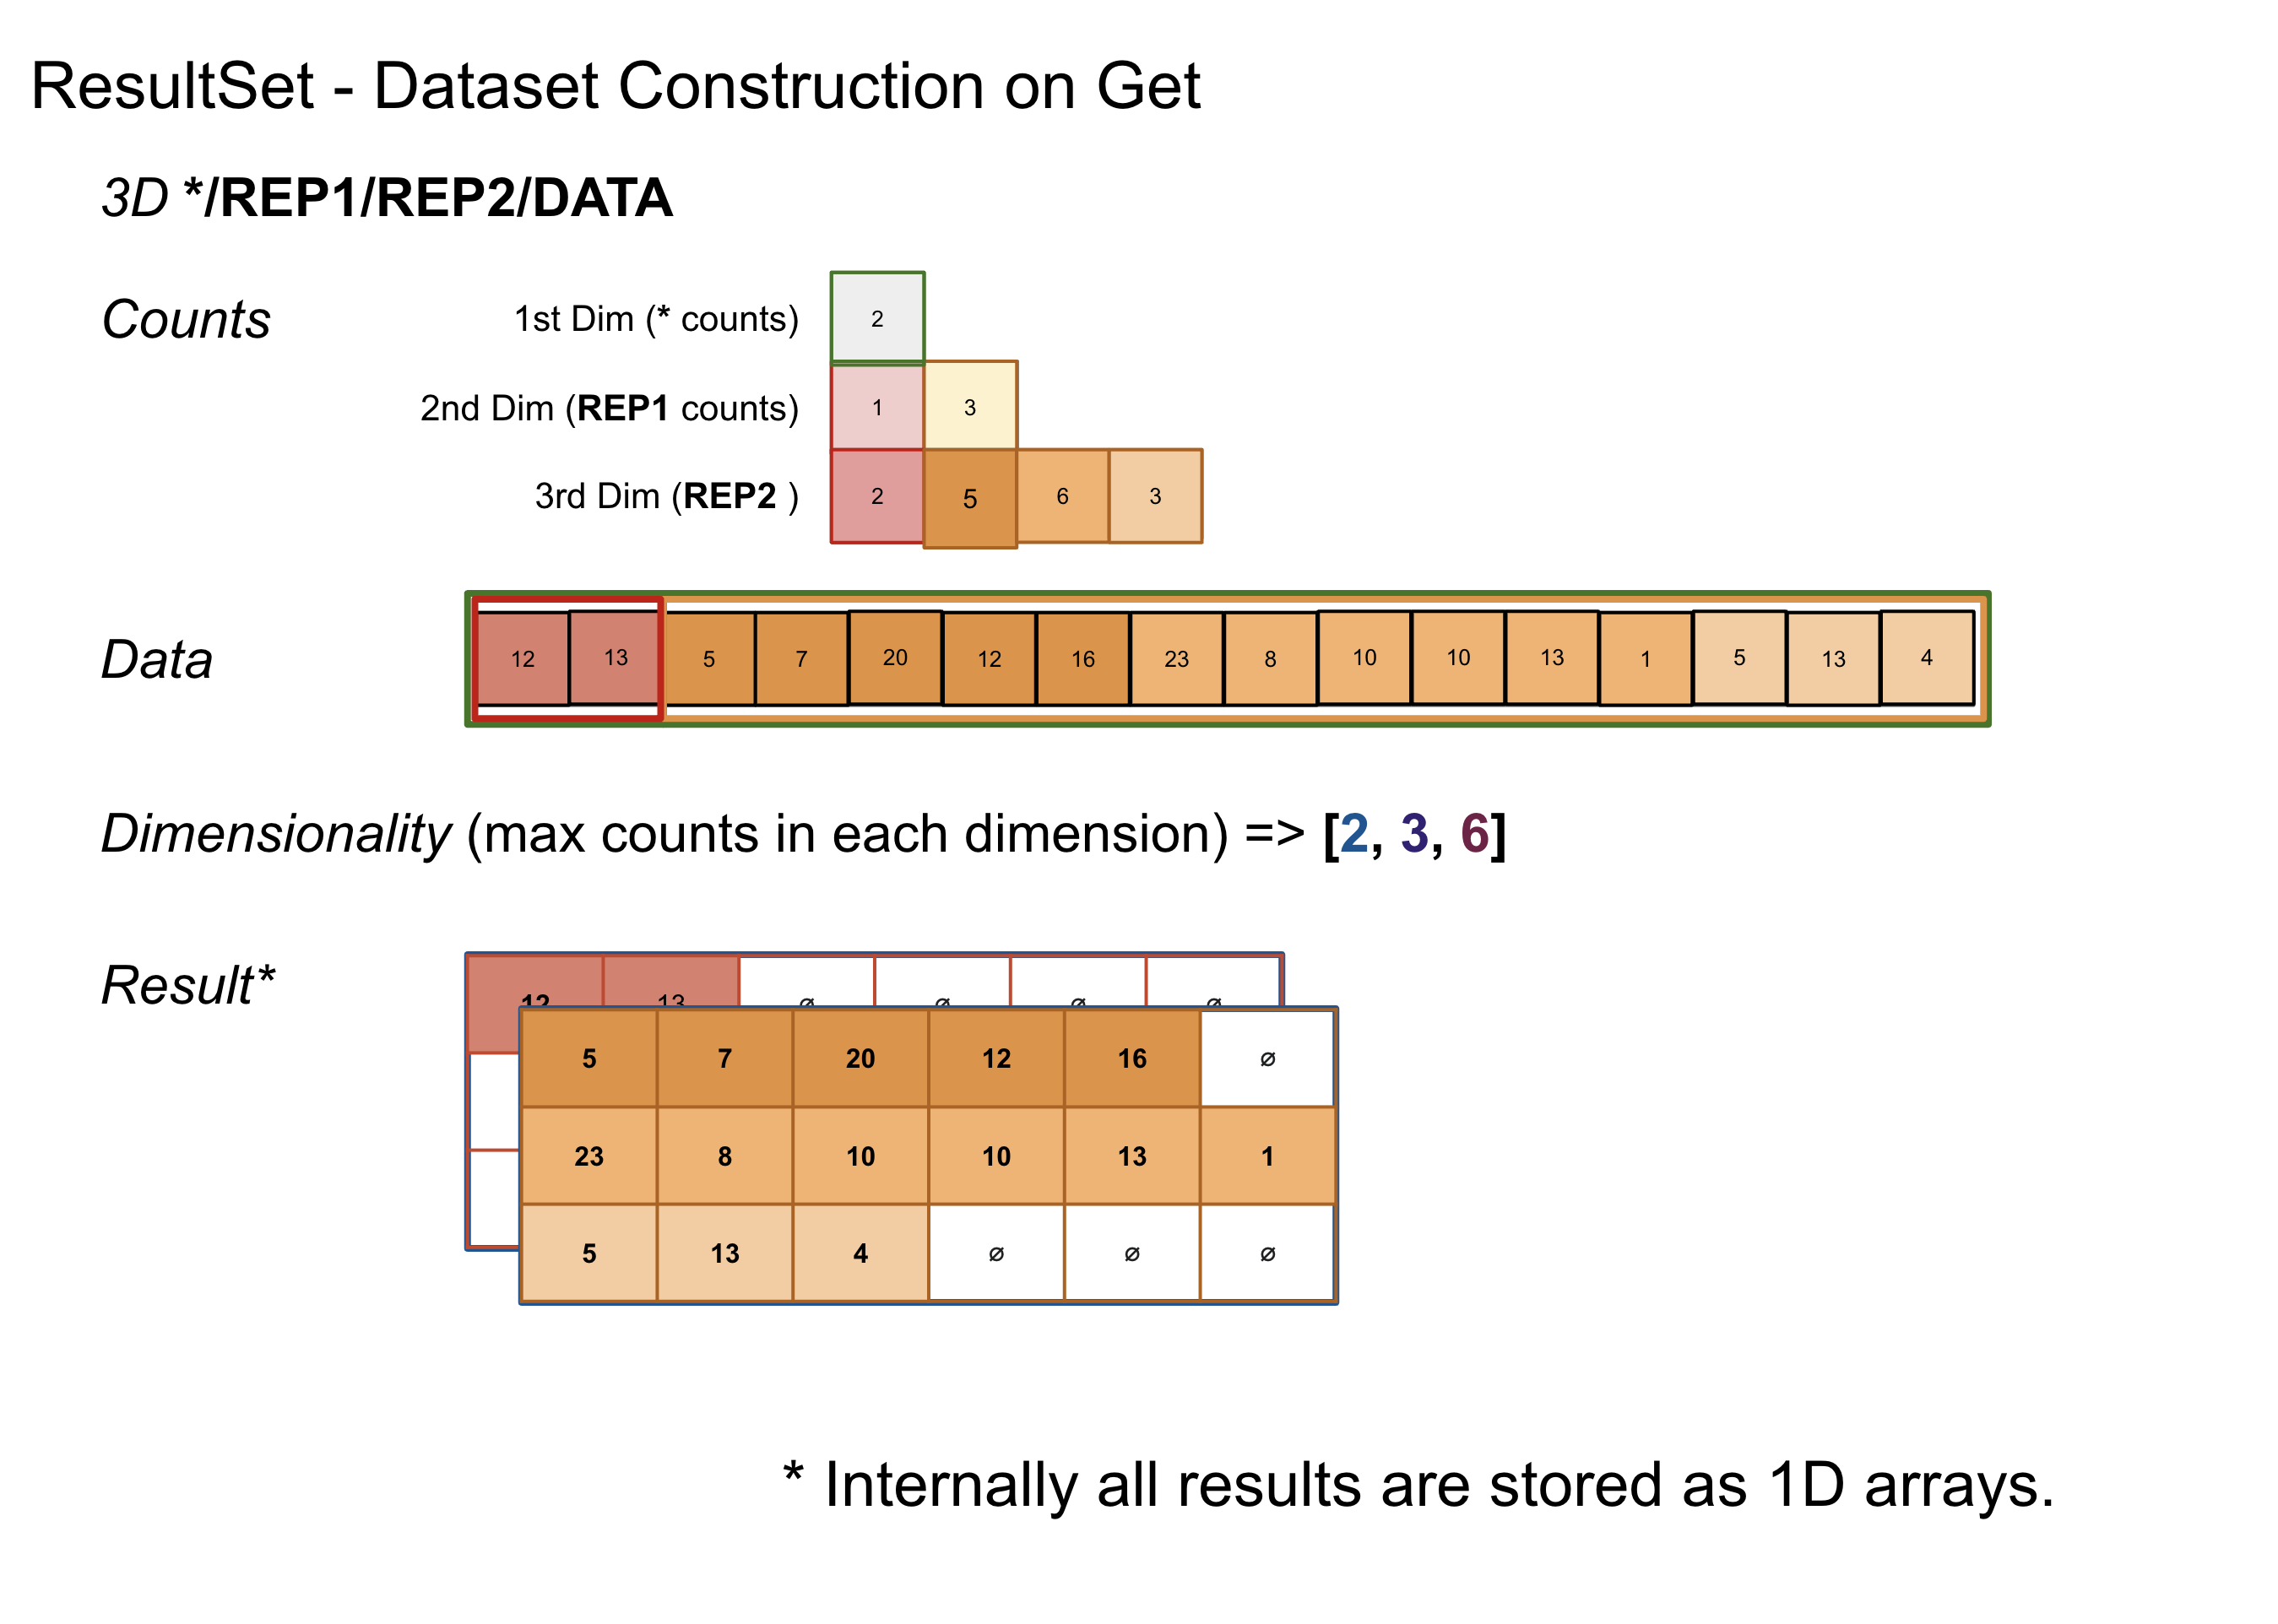 ResultSet - Dataset Construction on Get
3D */REP1/REP2/DATA
Counts
1st Dim (* counts)
2
2nd Dim (REP1 counts)
1 3
3rd Dim (REP2 )
2 5 6 3
Data
12 13 5 7 20 12 16 23 8 10 10 13 1 5 13 4
Dimensionality (max counts in each dimension) => [2, 3, 6]
Result*
12 13 ∅ ∅ ∅ ∅
5 7 20 12 16 ∅
23 8 10 10 13 1
5 13 4 ∅ ∅ ∅
* Internally all results are stored as 1D arrays.